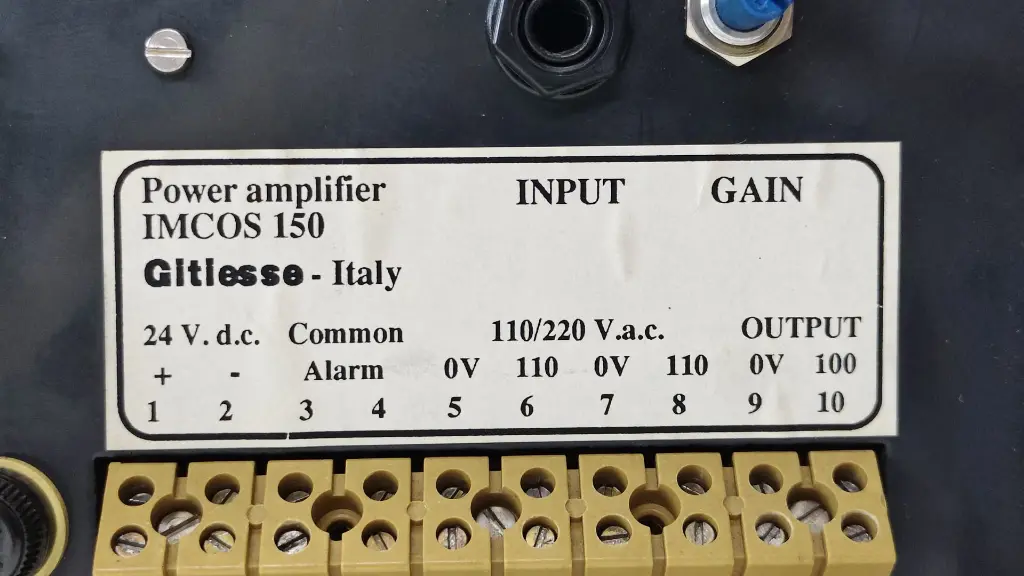 Power amplifier INPUT GAIN
IMCOS 150
Gitiesse - Italy
24 V. d.c. Common 110/220 V.a.c. OUTPUT
+ - Alarm 0V 110 0V 110 0V 100
1 2 3 4 5 6 7 8 9 10